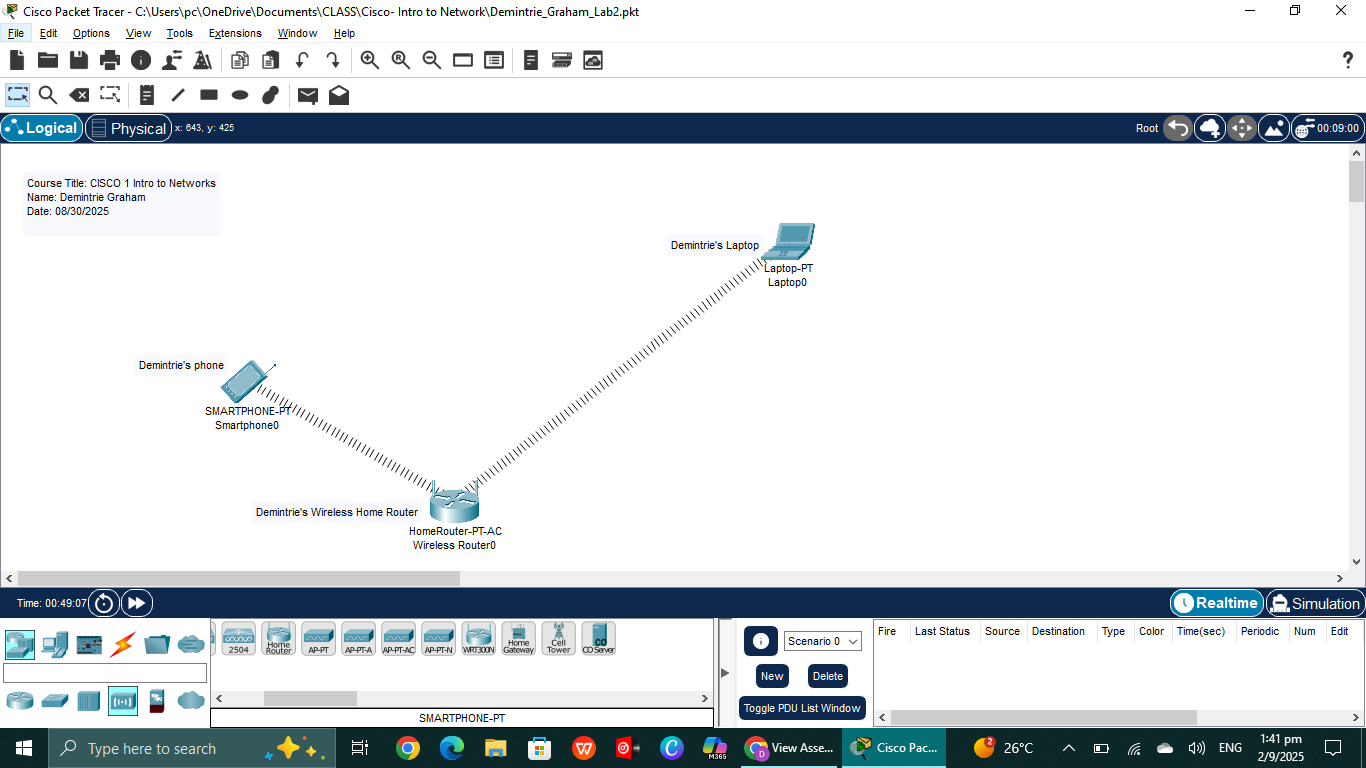 Cisco Packet Tracer - C:\Users\pc\OneDrive\Documents\CLASS\Cisco- Intro to Network\Demintrie_Graham_Lab2.pkt
File Edit Options View Tools Extensions Window Help
Logical Physical x: 643, y: 425 Root 00:09:00
Course Title: CISCO 1 Intro to Networks
Name: Demintrie Graham
Date: 08/30/2025
Demintrie's Laptop
Laptop-PT
Laptop0
Demintrie's phone
SMARTPHONE-PT
Smartphone0
Demintrie's Wireless Home Router
HomeRouter-PT-AC
Wireless Router0
Time: 00:49:07 Realtime Simulation
2504 Home Router AP-PT AP-PT-A AP-PT-AC AP-PT-N WRT300N Home Gateway Cell Tower CO Server
SMARTPHONE-PT
Scenario 0
New Delete
Toggle PDU List Window
Fire Last Status Source Destination Type Color Time(sec) Periodic Num Edit
Type here to search
M365
View Asse...
Cisco Pac...
2
26°C
ENG
1:41 pm
2/9/2025